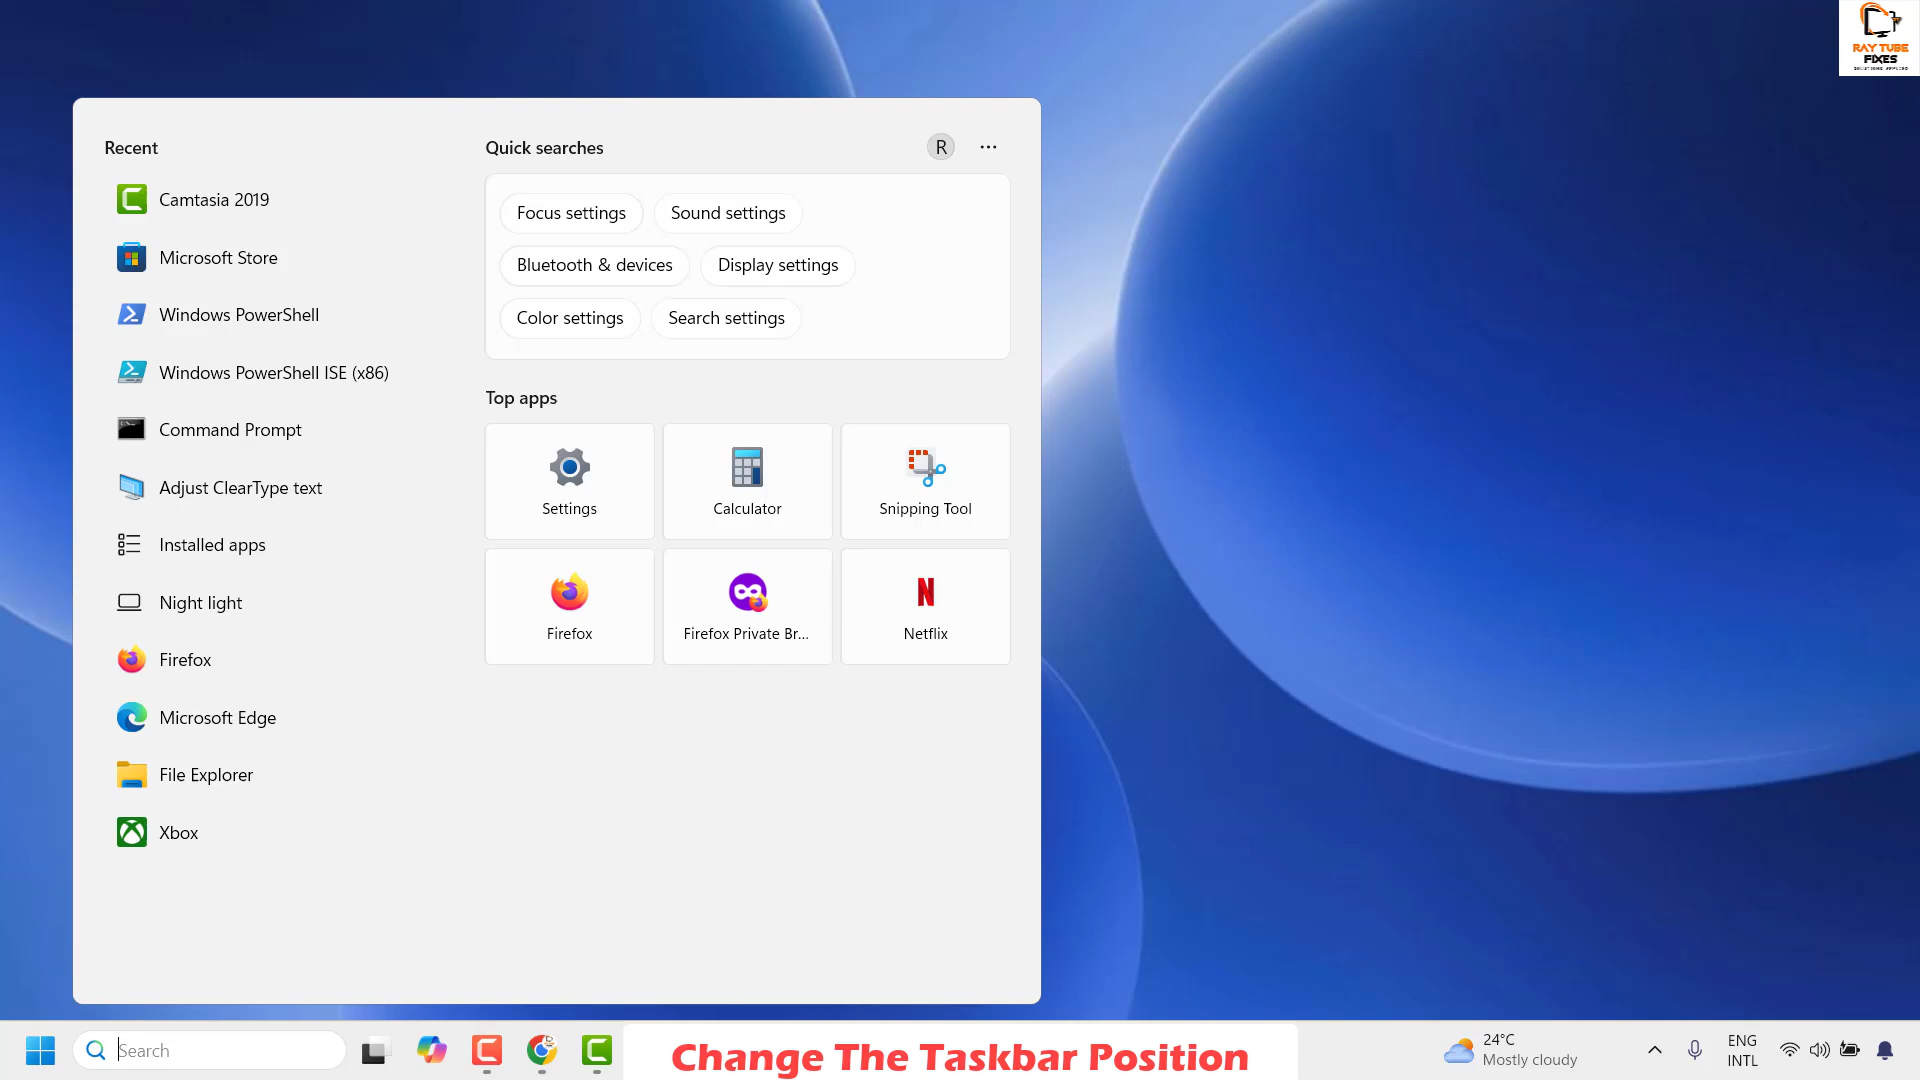 RAY TUBE
FIXES
SOLUTIONS APPLIED
Recent
Camtasia 2019
Microsoft Store
Windows PowerShell
Windows PowerShell ISE (x86)
Command Prompt
Adjust ClearType text
Installed apps
Night light
Firefox
Microsoft Edge
File Explorer
Xbox
Quick searches
R
Focus settings Sound settings
Bluetooth & devices Display settings
Color settings Search settings
Top apps
Settings Calculator Snipping Tool
Firefox Firefox Private Br... Netflix
Search
Change The Taskbar Position
24°C
Mostly cloudy
ENG
INTL